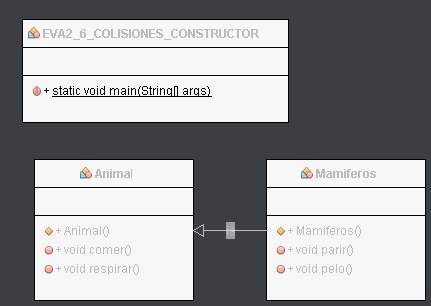 EVA2_6_COLISIONES_CONSTRUCTOR
+ static void main(String[] args)
Animal
+ Animal()
+ void comer()
+ void respirar()
Mamiferos
+ Mamiferos()
+ void parir()
+ void pelo()